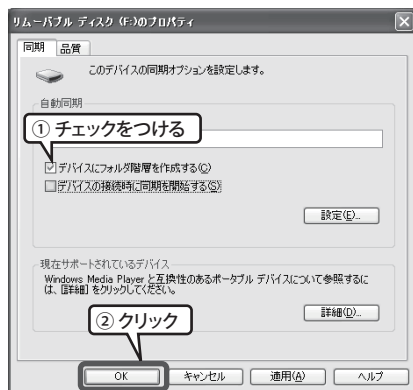 リムーバブル ディスク (F:)のプロパティ
同期 品質
このデバイスの同期オプションを設定します。
自動同期
① チェックをつける
デバイスにフォルダ階層を作成する(C)
デバイスの接続時に同期を開始する(S)
設定(E)...
現在サポートされているデバイス
Windows Media Player と互換性のあるポータブル デバイスについて参照するに
は、[詳細] をクリックしてください。
詳細(D)...
② クリック
OK キャンセル 適用(A) ヘルプ